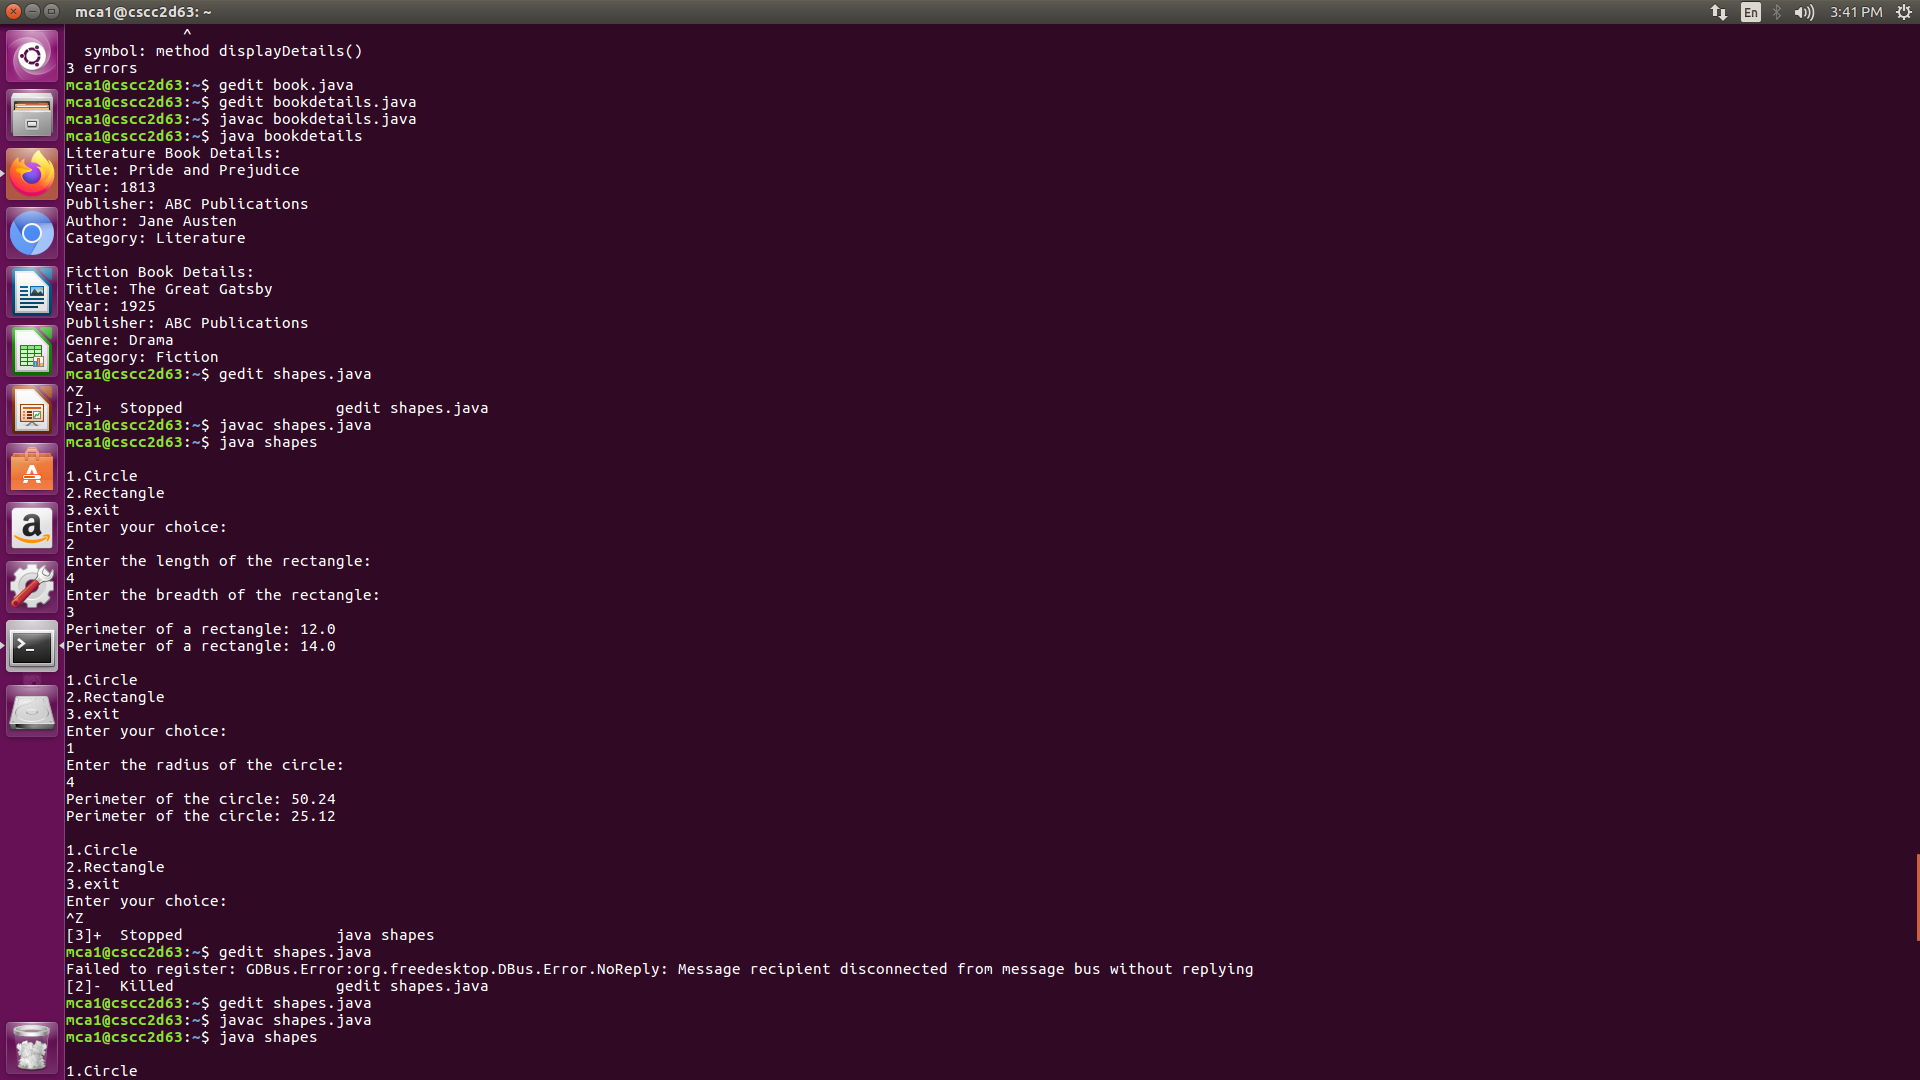 mca1@cscc2d63: ~
En
3:41 PM
^
symbol: method displayDetails()
3 errors
mca1@cscc2d63:~$ gedit book.java
mca1@cscc2d63:~$ gedit bookdetails.java
mca1@cscc2d63:~$ javac bookdetails.java
mca1@cscc2d63:~$ java bookdetails
Literature Book Details:
Title: Pride and Prejudice
Year: 1813
Publisher: ABC Publications
Author: Jane Austen
Category: Literature
Fiction Book Details:
Title: The Great Gatsby
Year: 1925
Publisher: ABC Publications
Genre: Drama
Category: Fiction
mca1@cscc2d63:~$ gedit shapes.java
^Z
[2]+  Stopped                 gedit shapes.java
mca1@cscc2d63:~$ javac shapes.java
mca1@cscc2d63:~$ java shapes
1.Circle
2.Rectangle
3.exit
Enter your choice:
2
Enter the length of the rectangle:
4
Enter the breadth of the rectangle:
3
Perimeter of a rectangle: 12.0
Perimeter of a rectangle: 14.0
1.Circle
2.Rectangle
3.exit
Enter your choice:
1
Enter the radius of the circle:
4
Perimeter of the circle: 50.24
Perimeter of the circle: 25.12
1.Circle
2.Rectangle
3.exit
Enter your choice:
^Z
[3]+  Stopped                 java shapes
mca1@cscc2d63:~$ gedit shapes.java
Failed to register: GDBus.Error:org.freedesktop.DBus.Error.NoReply: Message recipient disconnected from message bus without replying
[2]-  Killed                  gedit shapes.java
mca1@cscc2d63:~$ gedit shapes.java
mca1@cscc2d63:~$ javac shapes.java
mca1@cscc2d63:~$ java shapes
1.Circle